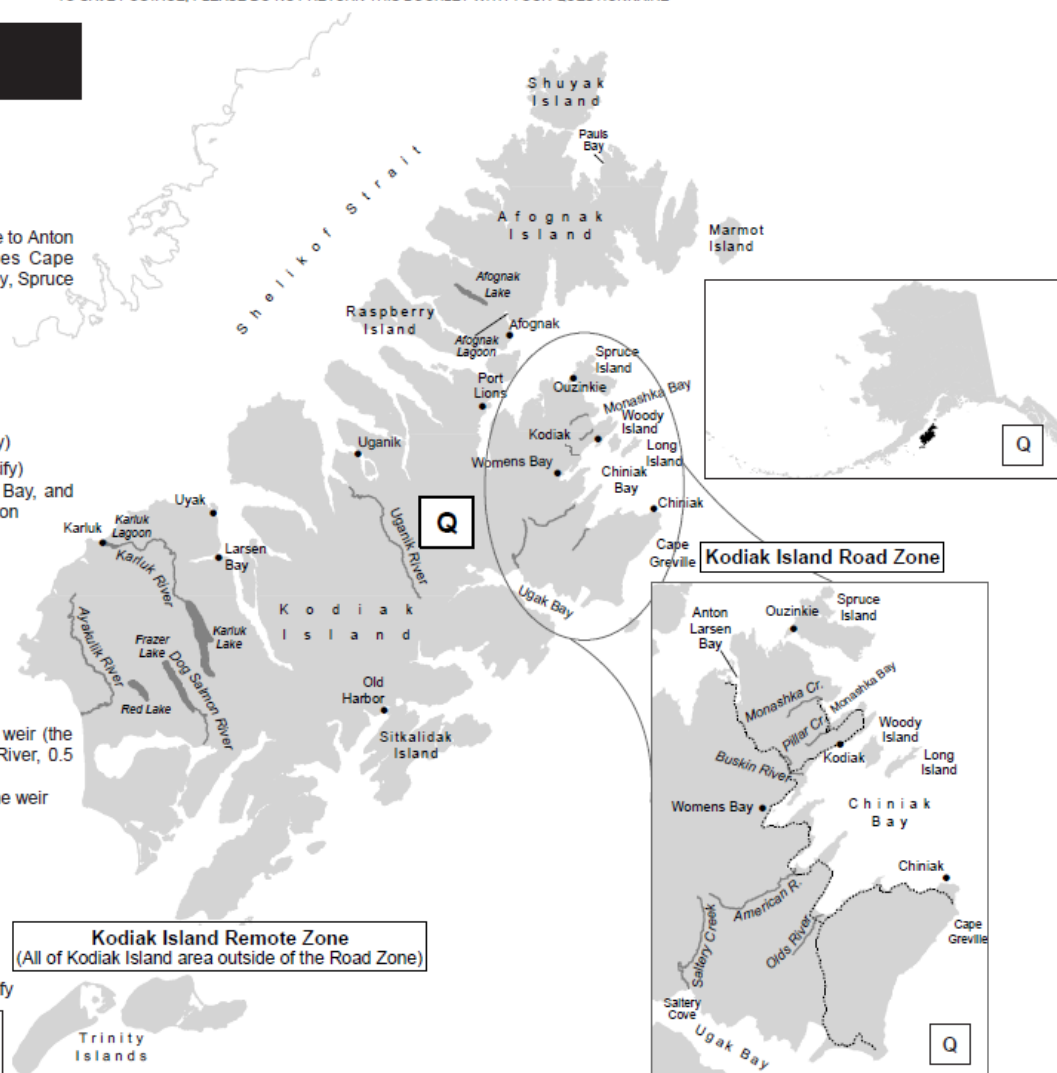 Shuyak
Island
Pauls
Bay
Afognak
Island
Marmot
Island
Shelikof Strait
e to Anton
es Cape
y, Spruce
Afognak
Lake
Raspberry
Island
Afognak
Lagoon
Afognak
Spruce
Island
Ouzinkie
Port
Lions
Monashka Bay
Woody
Island
Kodiak
Long
Island
Womens Bay
Chiniak
Bay
Chiniak
Cape
Greville
Q
y)
ify)
Bay, and
on
Uganik
Uyak
Karluk
Karluk
Lagoon
Larsen
Bay
Karluk River
Uganik River
Q
Ugak Bay
Kodiak
Island
Karluk
Lake
Ayakulik River
Frazer
Lake
Dog Salmon River
Red Lake
Old
Harbor
Sitkalidak
Island
weir (the
River, 0.5
ne weir
Kodiak Island Remote Zone
(All of Kodiak Island area outside of the Road Zone)
fy
Trinity
Islands
Kodiak Island Road Zone
Anton
Larsen
Bay
Ouzinkie
Spruce
Island
Monashka Cr.
Monashka Bay
Pillar Cr.
Woody
Island
Buskin River
Kodiak
Long
Island
Womens Bay
Chiniak
Bay
Chiniak
American R.
Cape
Greville
Saltery Creek
Olds River
Saltery
Cove
Ugak Bay
Q